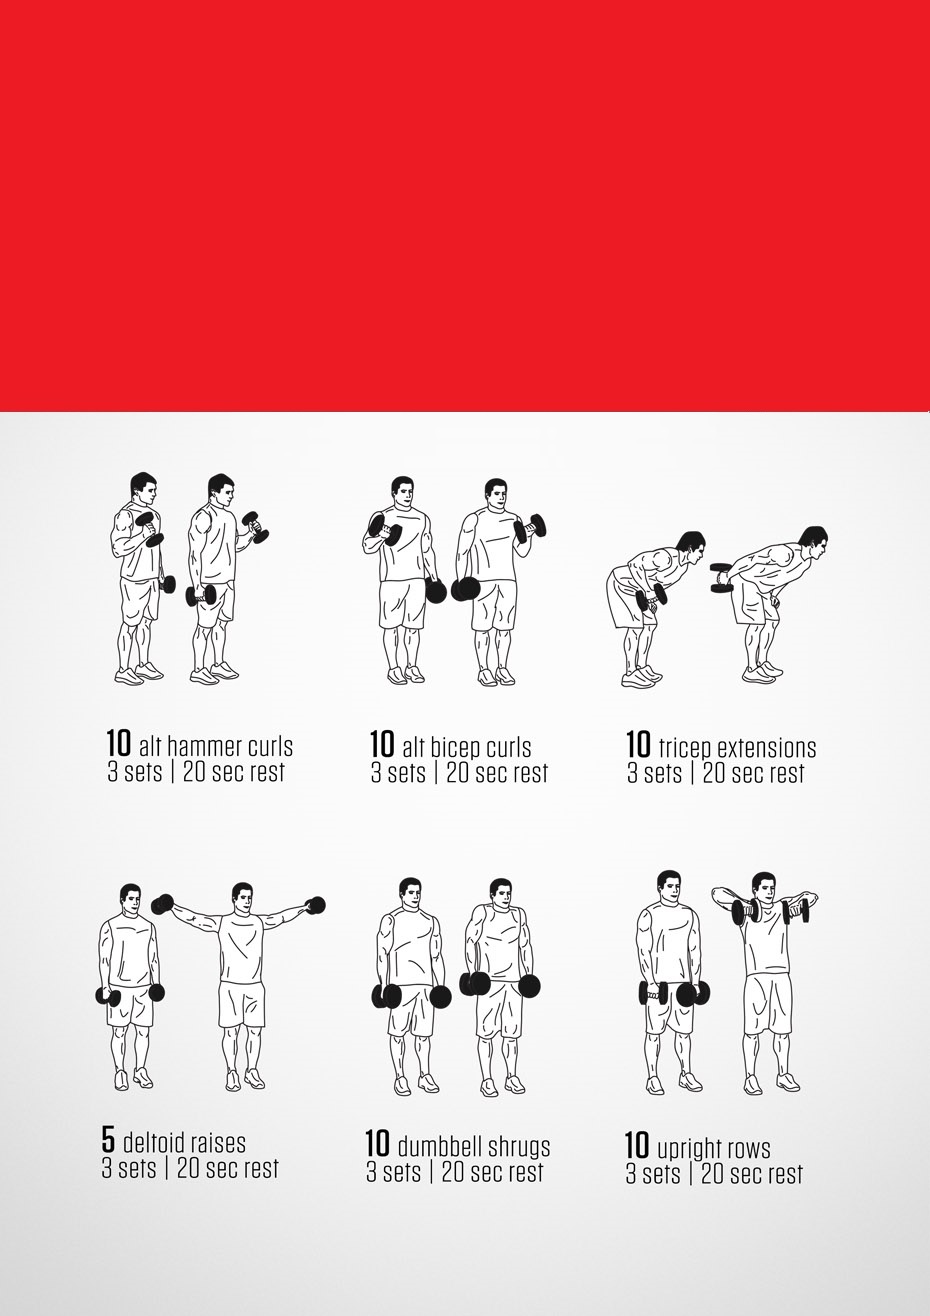 10 alt hammer curls
3 sets | 20 sec rest
10 alt bicep curls
3 sets | 20 sec rest
10 tricep extensions
3 sets | 20 sec rest
5 deltoid raises
3 sets | 20 sec rest
10 dumbbell shrugs
3 sets | 20 sec rest
10 upright rows
3 sets | 20 sec rest